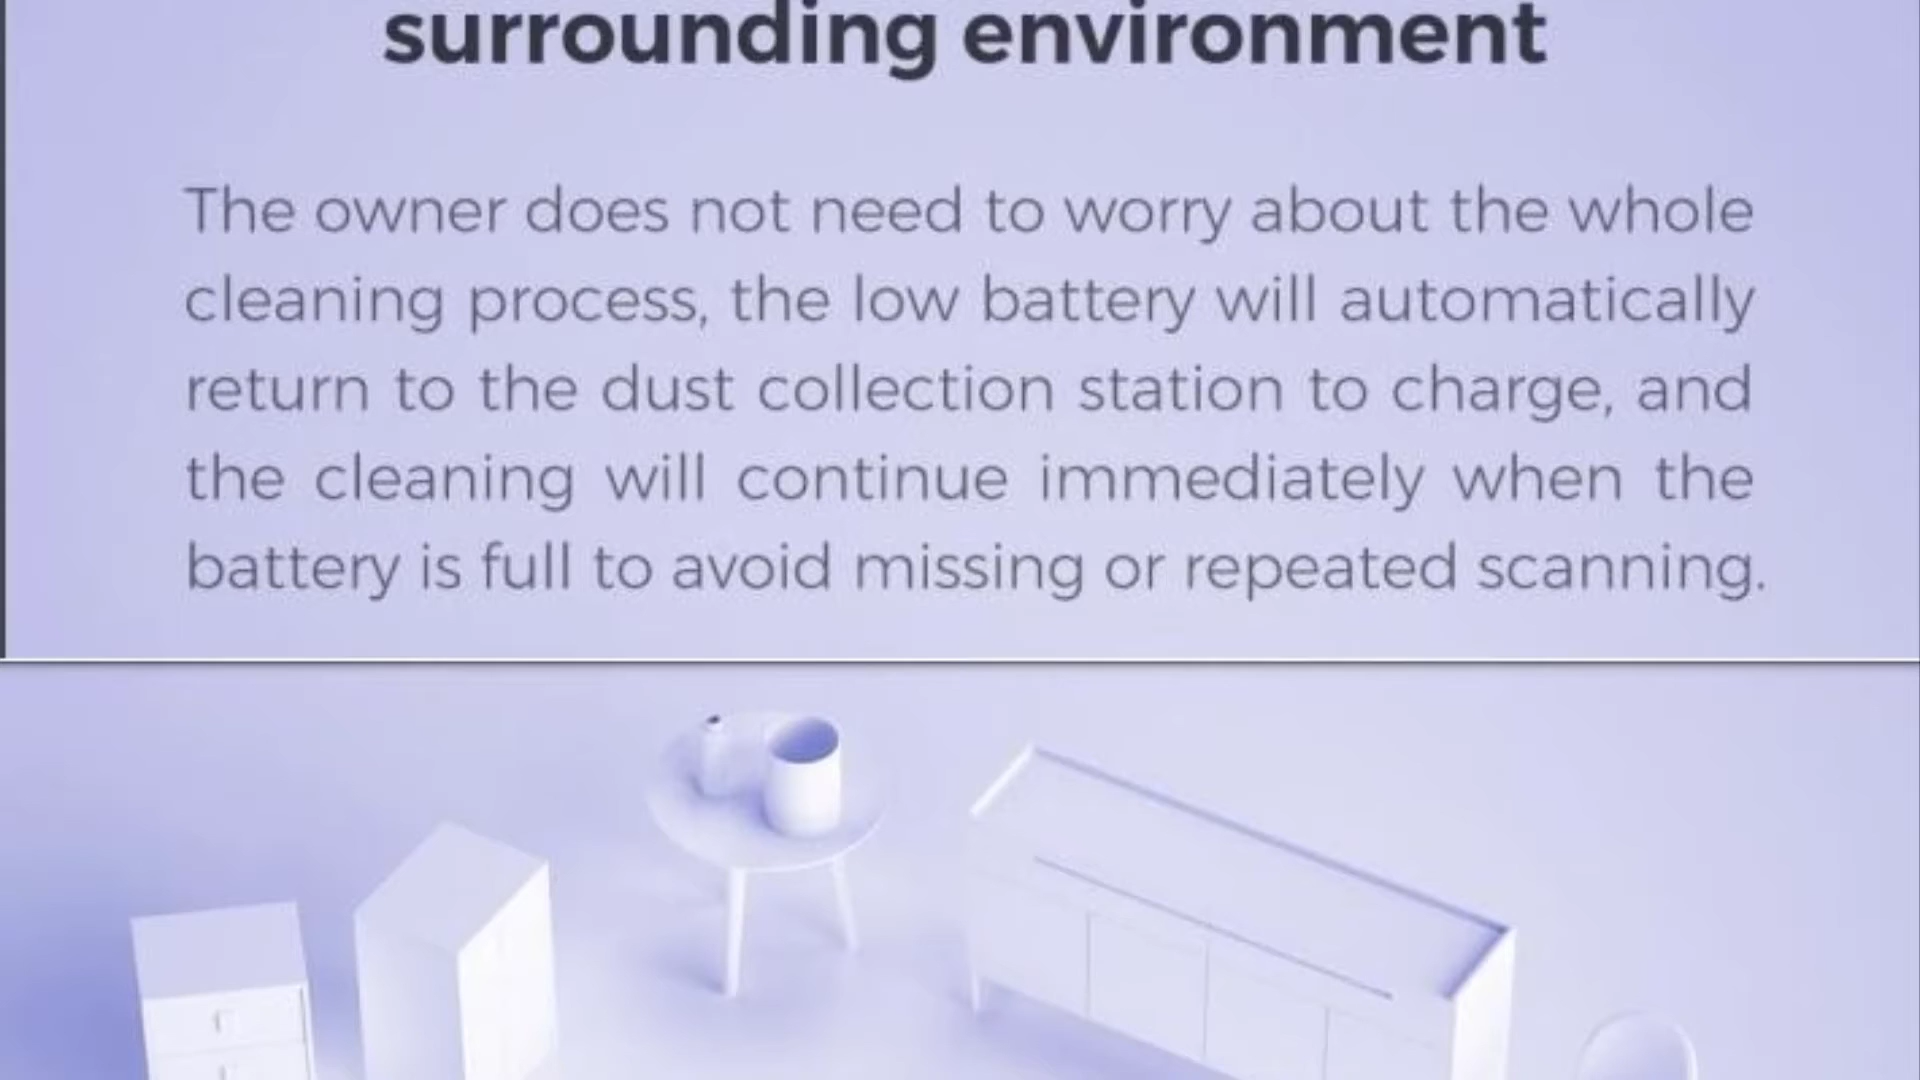 surrounding environment
The owner does not need to worry about the whole
cleaning process, the low battery will automatically
return to the dust collection station to charge, and
the cleaning will continue immediately when the
battery is full to avoid missing or repeated scanning.